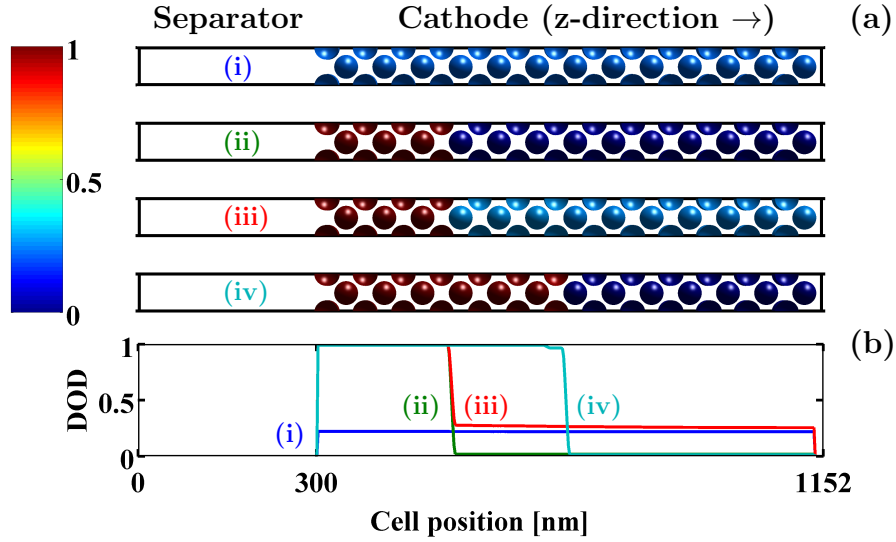 Separator Cathode (z-direction →) (a)
1
(i)
(ii)
0.5
(iii)
(iv)
0
(b)
1
DOD
0.5
(ii) (iii) (iv)
(i)
0
0 300 1152
Cell position [nm]